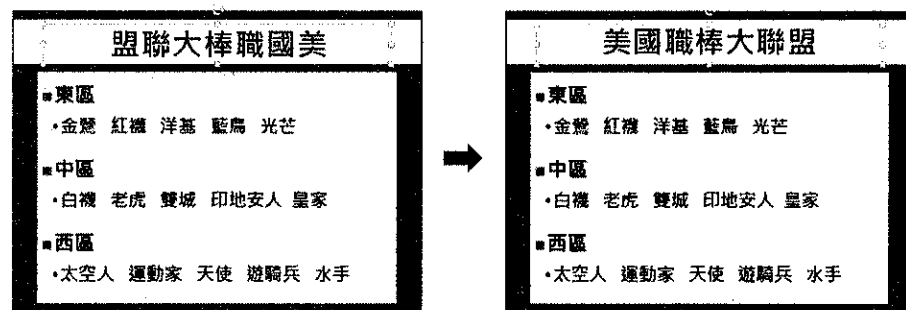 盟聯大棒職國美
■東區
•金鶯 紅襪 洋基 藍鳥 光芒
■中區
•白襪 老虎 雙城 印地安人 皇家
■西區
•太空人 運動家 天使 遊騎兵 水手
美國職棒大聯盟
■東區
•金鶯 紅襪 洋基 藍鳥 光芒
■中區
•白襪 老虎 雙城 印地安人 皇家
■西區
•太空人 運動家 天使 遊騎兵 水手